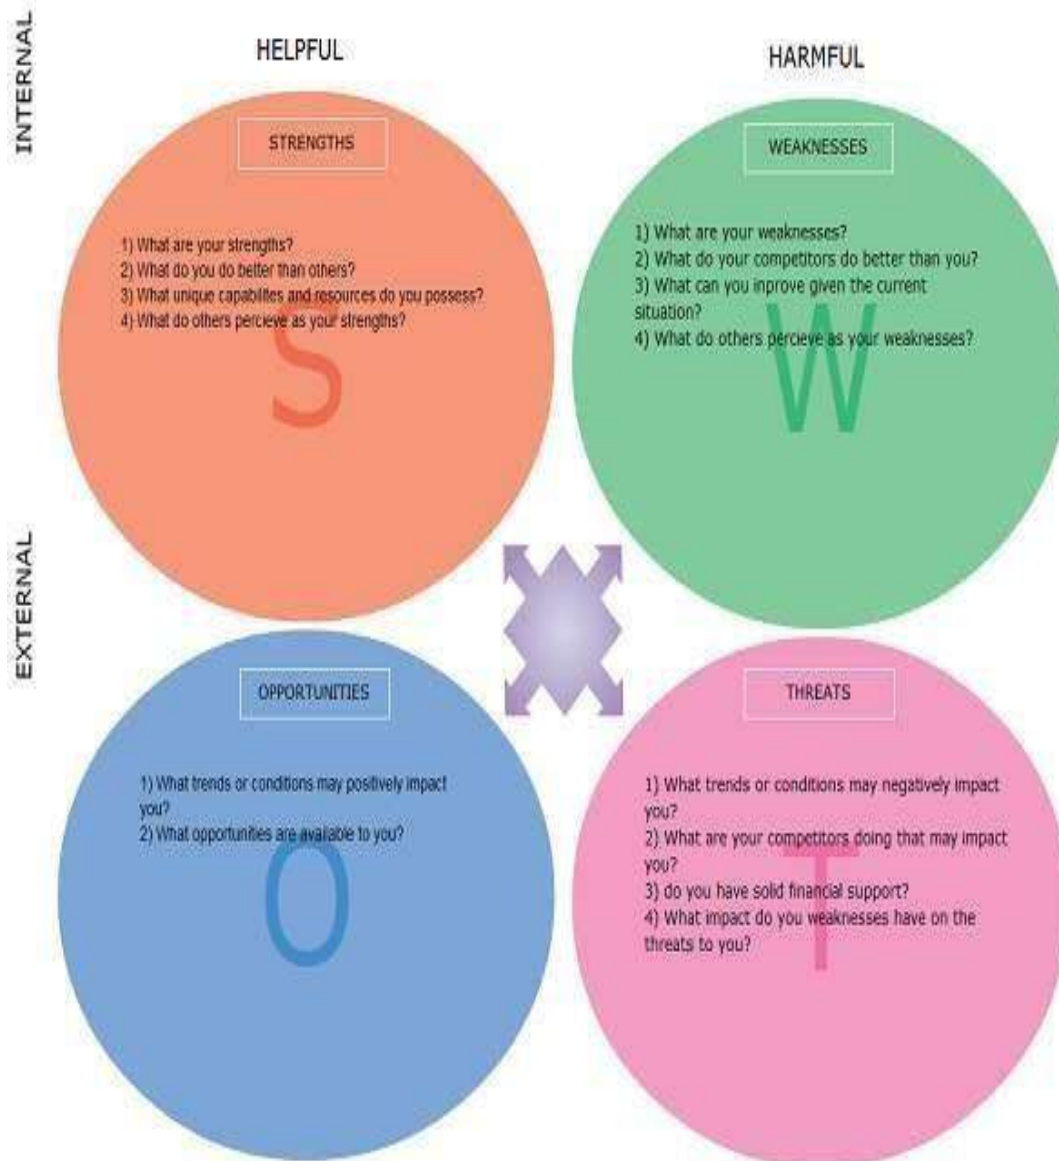 INTERNAL
HELPFUL
HARMFUL
STRENGTHS
1) What are your strengths?
2) What do you do better than others?
3) What unique capabilites and resources do you possess?
4) What do others percieve as your strengths?
S
WEAKNESSES
1) What are your weaknesses?
2) What do your competitors do better than you?
3) What can you inprove given the current
situation?
4) What do others percieve as your weaknesses?
W
EXTERNAL
OPPORTUNITIES
1) What trends or conditions may positively impact
you?
2) What opportunities are available to you?
O
THREATS
1) What trends or conditions may negatively impact
you?
2) What are your competitors doing that may impact
you?
3) do you have solid financial support?
4) What impact do you weaknesses have on the
threats to you?
T